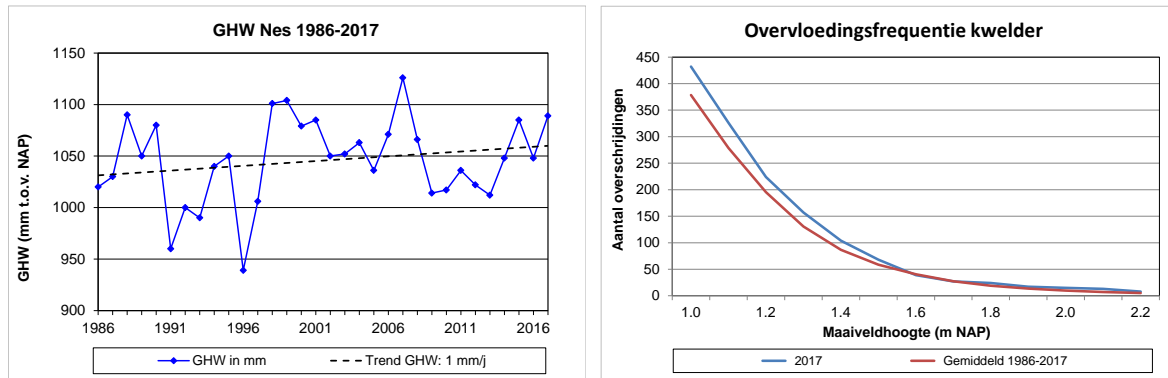 GHW Nes 1986-2017
GHW (mm t.o.v. NAP)
1150
1100
1050
1000
950
900
1986 1991 1996 2001 2006 2011 2016
GHW in mm Trend GHW: 1 mm/j
Overvloedingsfrequentie kwelder
Aantal overschrijdingen
450
400
350
300
250
200
150
100
50
0
1.0 1.2 1.4 1.6 1.8 2.0 2.2
Maaiveldhoogte (m NAP)
2017 Gemiddeld 1986-2017